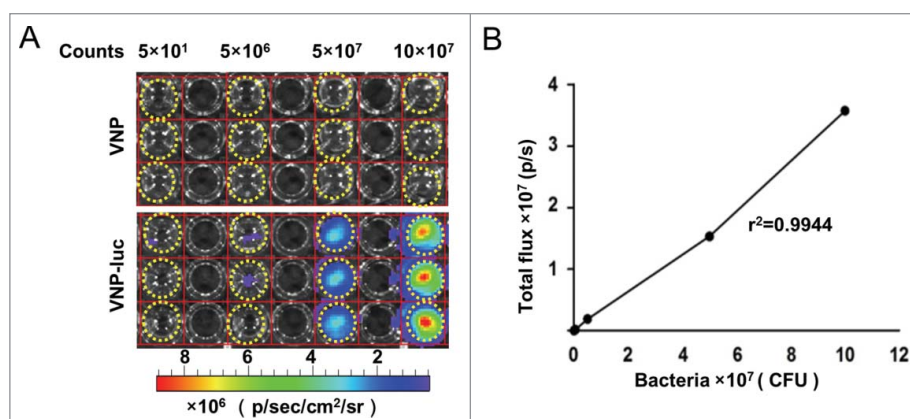 A
Counts 5×10¹ 5×10⁶ 5×10⁷ 10×10⁷
VNP
VNP-luc
8 6 4 2
×10⁶ ( p/sec/cm²/sr)
B
Total flux ×10⁷ (p/s)
4
3
2
1
r²=0.9944
0 2 4 6 8 10 12
Bacteria ×10⁷ ( CFU )